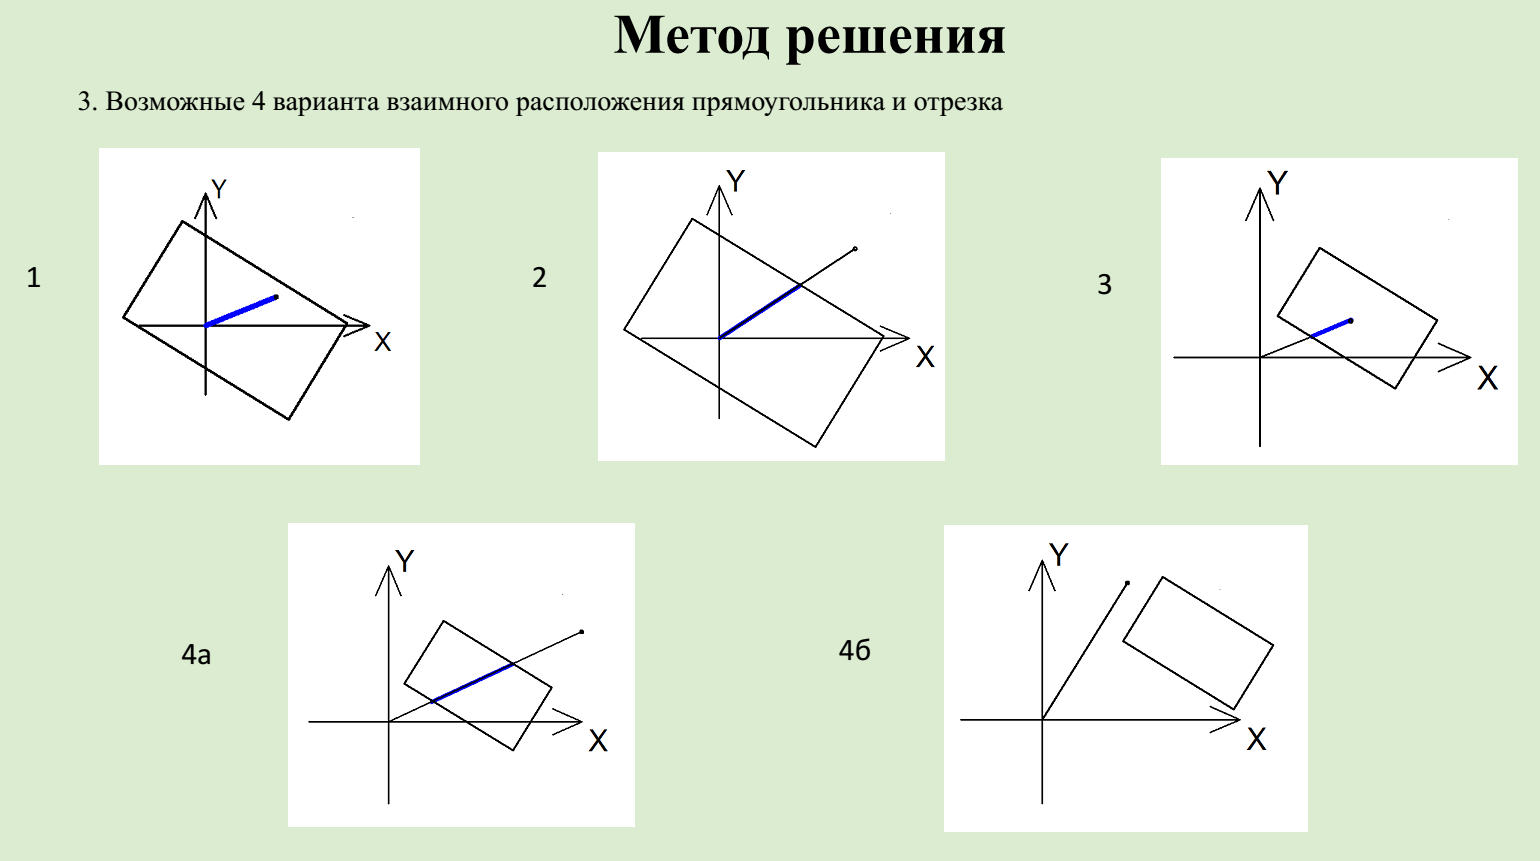 Метод решения
3. Возможные 4 варианта взаимного расположения прямоугольника и отрезка
1
Y
X
2
Y
X
3
Y
X
4а
Y
X
4б
Y
X